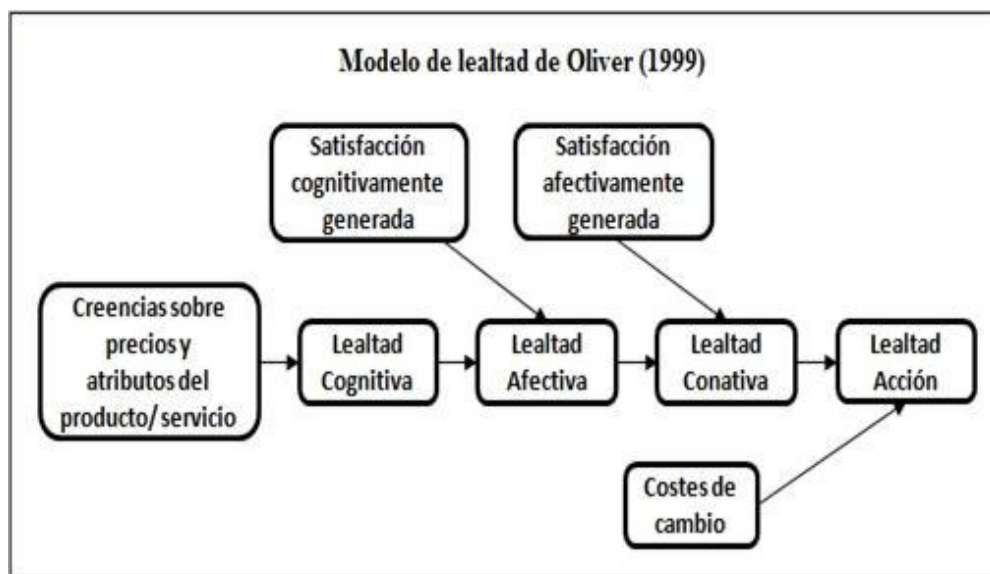 Modelo de lealtad de Oliver (1999)
Satisfacción
cognitivamente
generada
Satisfacción
afectivamente
generada
Creencias sobre
precios y
atributos del
producto/ servicio
Lealtad
Cognitiva
Lealtad
Afectiva
Lealtad
Conativa
Lealtad
Acción
Costes de
cambio